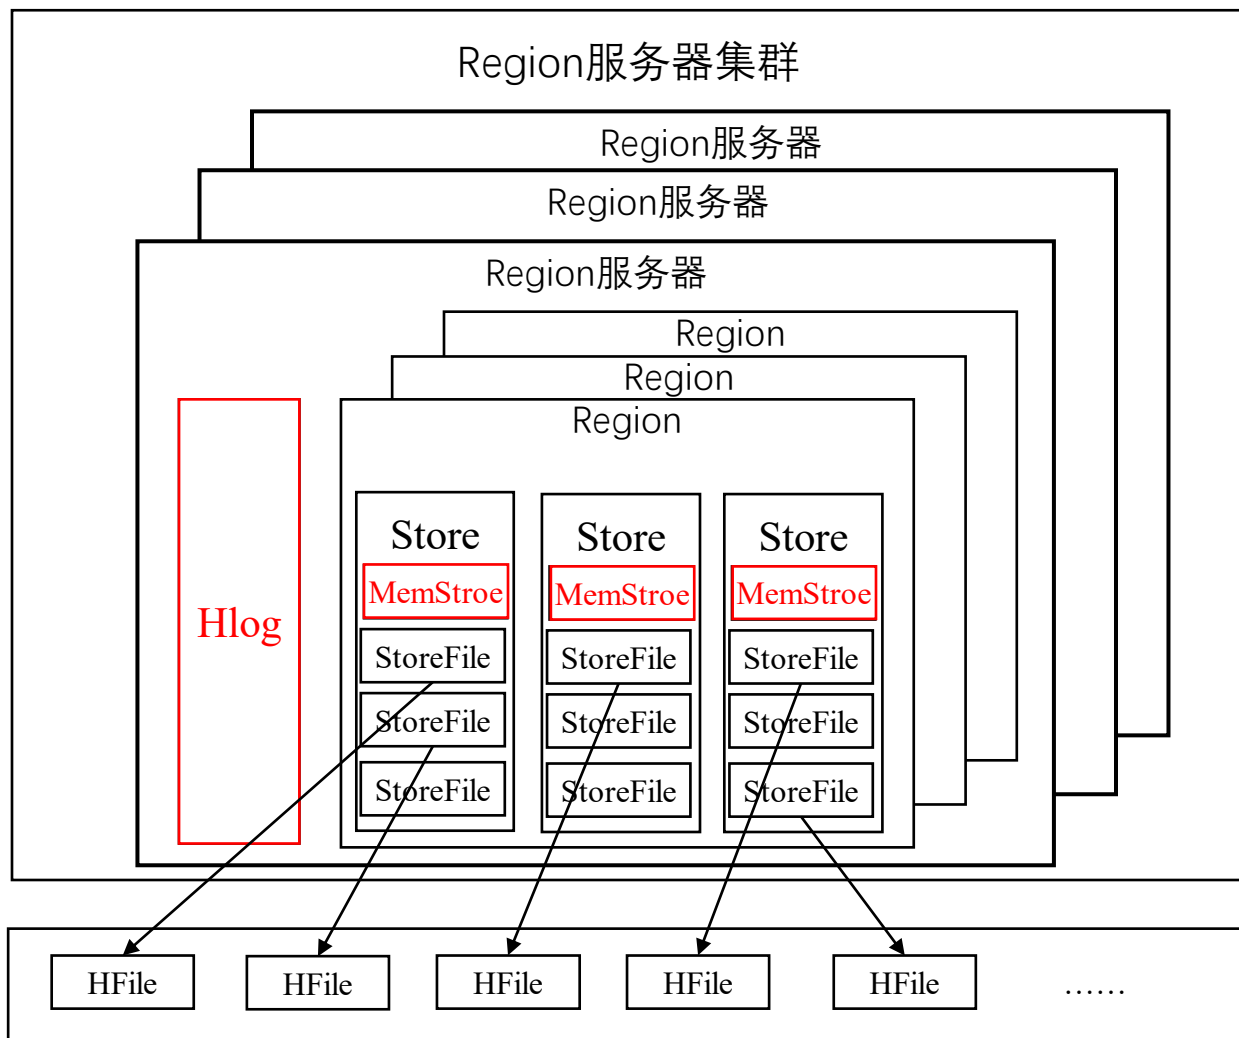 Region服务器集群
Region服务器
Region服务器
Region服务器
Region
Region
Region
Hlog
Store
Store
Store
MemStroe
MemStroe
MemStroe
StoreFile
StoreFile
StoreFile
StoreFile
StoreFile
StoreFile
StoreFile
StoreFile
StoreFile
HFile
HFile
HFile
HFile
HFile
……